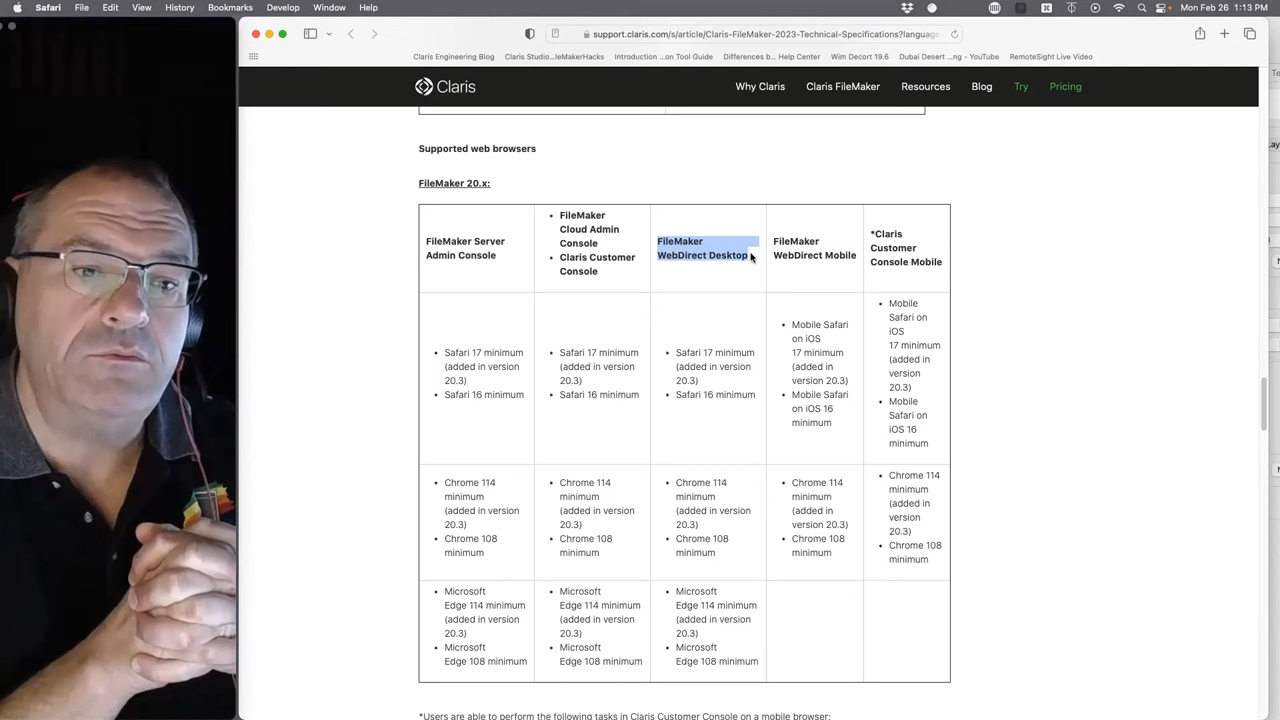 Safari File Edit View History Bookmarks Develop Window Help
Mon Feb 26 1:13 PM
support.claris.com/s/article/Claris-FileMaker-2023-Technical-Specifications?languag
Claris Engineering Blog Claris Studio...leMakerHacks Introduction ...on Tool Guide Differences b... Help Center Wim Decort 19.6 Dubai Desert ...ng - YouTube RemoteSight Live Video
Claris
Why Claris Claris FileMaker Resources Blog Try Pricing
Supported web browsers
FileMaker 20.x:
FileMaker Server
Admin Console
• FileMaker
Cloud Admin
Console
• Claris Customer
Console
FileMaker
WebDirect Desktop
FileMaker
WebDirect Mobile
*Claris
Customer
Console Mobile
• Safari 17 minimum
(added in version
20.3)
• Safari 16 minimum
• Safari 17 minimum
(added in version
20.3)
• Safari 16 minimum
• Safari 17 minimum
(added in version
20.3)
• Safari 16 minimum
• Mobile Safari
on iOS
17 minimum
(added in
version 20.3)
• Mobile Safari
on iOS 16
minimum
• Mobile
Safari on
iOS
17 minimum
(added in
version
20.3)
• Mobile
Safari on
iOS 16
minimum
• Chrome 114
minimum
(added in version
20.3)
• Chrome 108
minimum
• Chrome 114
minimum
(added in version
20.3)
• Chrome 108
minimum
• Chrome 114
minimum
(added in version
20.3)
• Chrome 108
minimum
• Chrome 114
minimum
(added in
version 20.3)
• Chrome 108
minimum
• Chrome 114
minimum
(added in
version
20.3)
• Chrome 108
minimum
• Microsoft
Edge 114 minimum
(added in version
20.3)
• Microsoft
Edge 108 minimum
• Microsoft
Edge 114 minimum
(added in version
20.3)
• Microsoft
Edge 108 minimum
• Microsoft
Edge 114 minimum
(added in version
20.3)
• Microsoft
Edge 108 minimum
*Users are able to perform the following tasks in Claris Customer Console on a mobile browser: